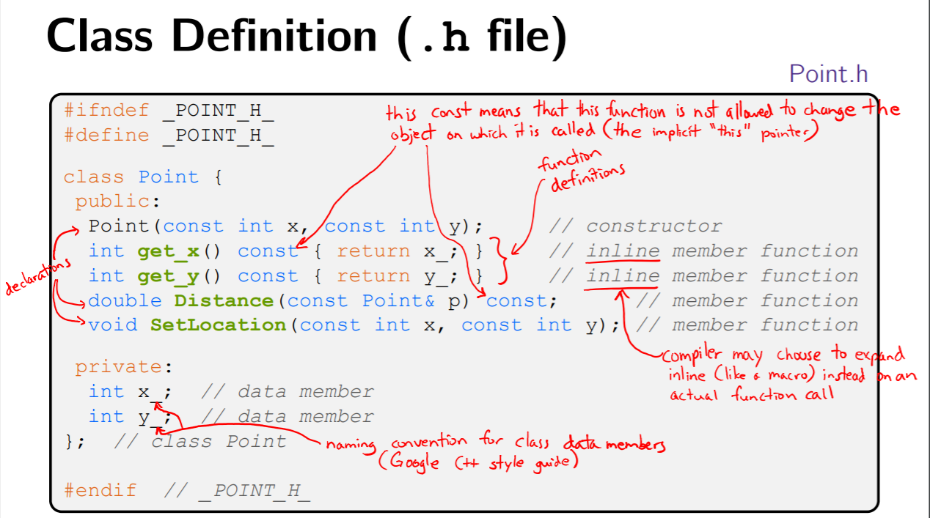 Class Definition (.h file)
Point.h
#ifndef _POINT_H_
#define _POINT_H_
this const means that this function is not allowed to change the
object on which it is called (the implicit "this" pointer)
function
definitions
class Point {
public:
Point(const int x, const int y); // constructor
int get_x() const { return x_; } // inline member function
int get_y() const { return y_; } // inline member function
declarations
double Distance(const Point& p) const; // member function
void SetLocation(const int x, const int y); // member function
compiler may choose to expand
inline (like a macro) instead on an
actual function call
private:
int x_; // data member
int y_; // data member
}; // class Point
naming convention for class data members
(Google C++ style guide)
#endif // _POINT_H_